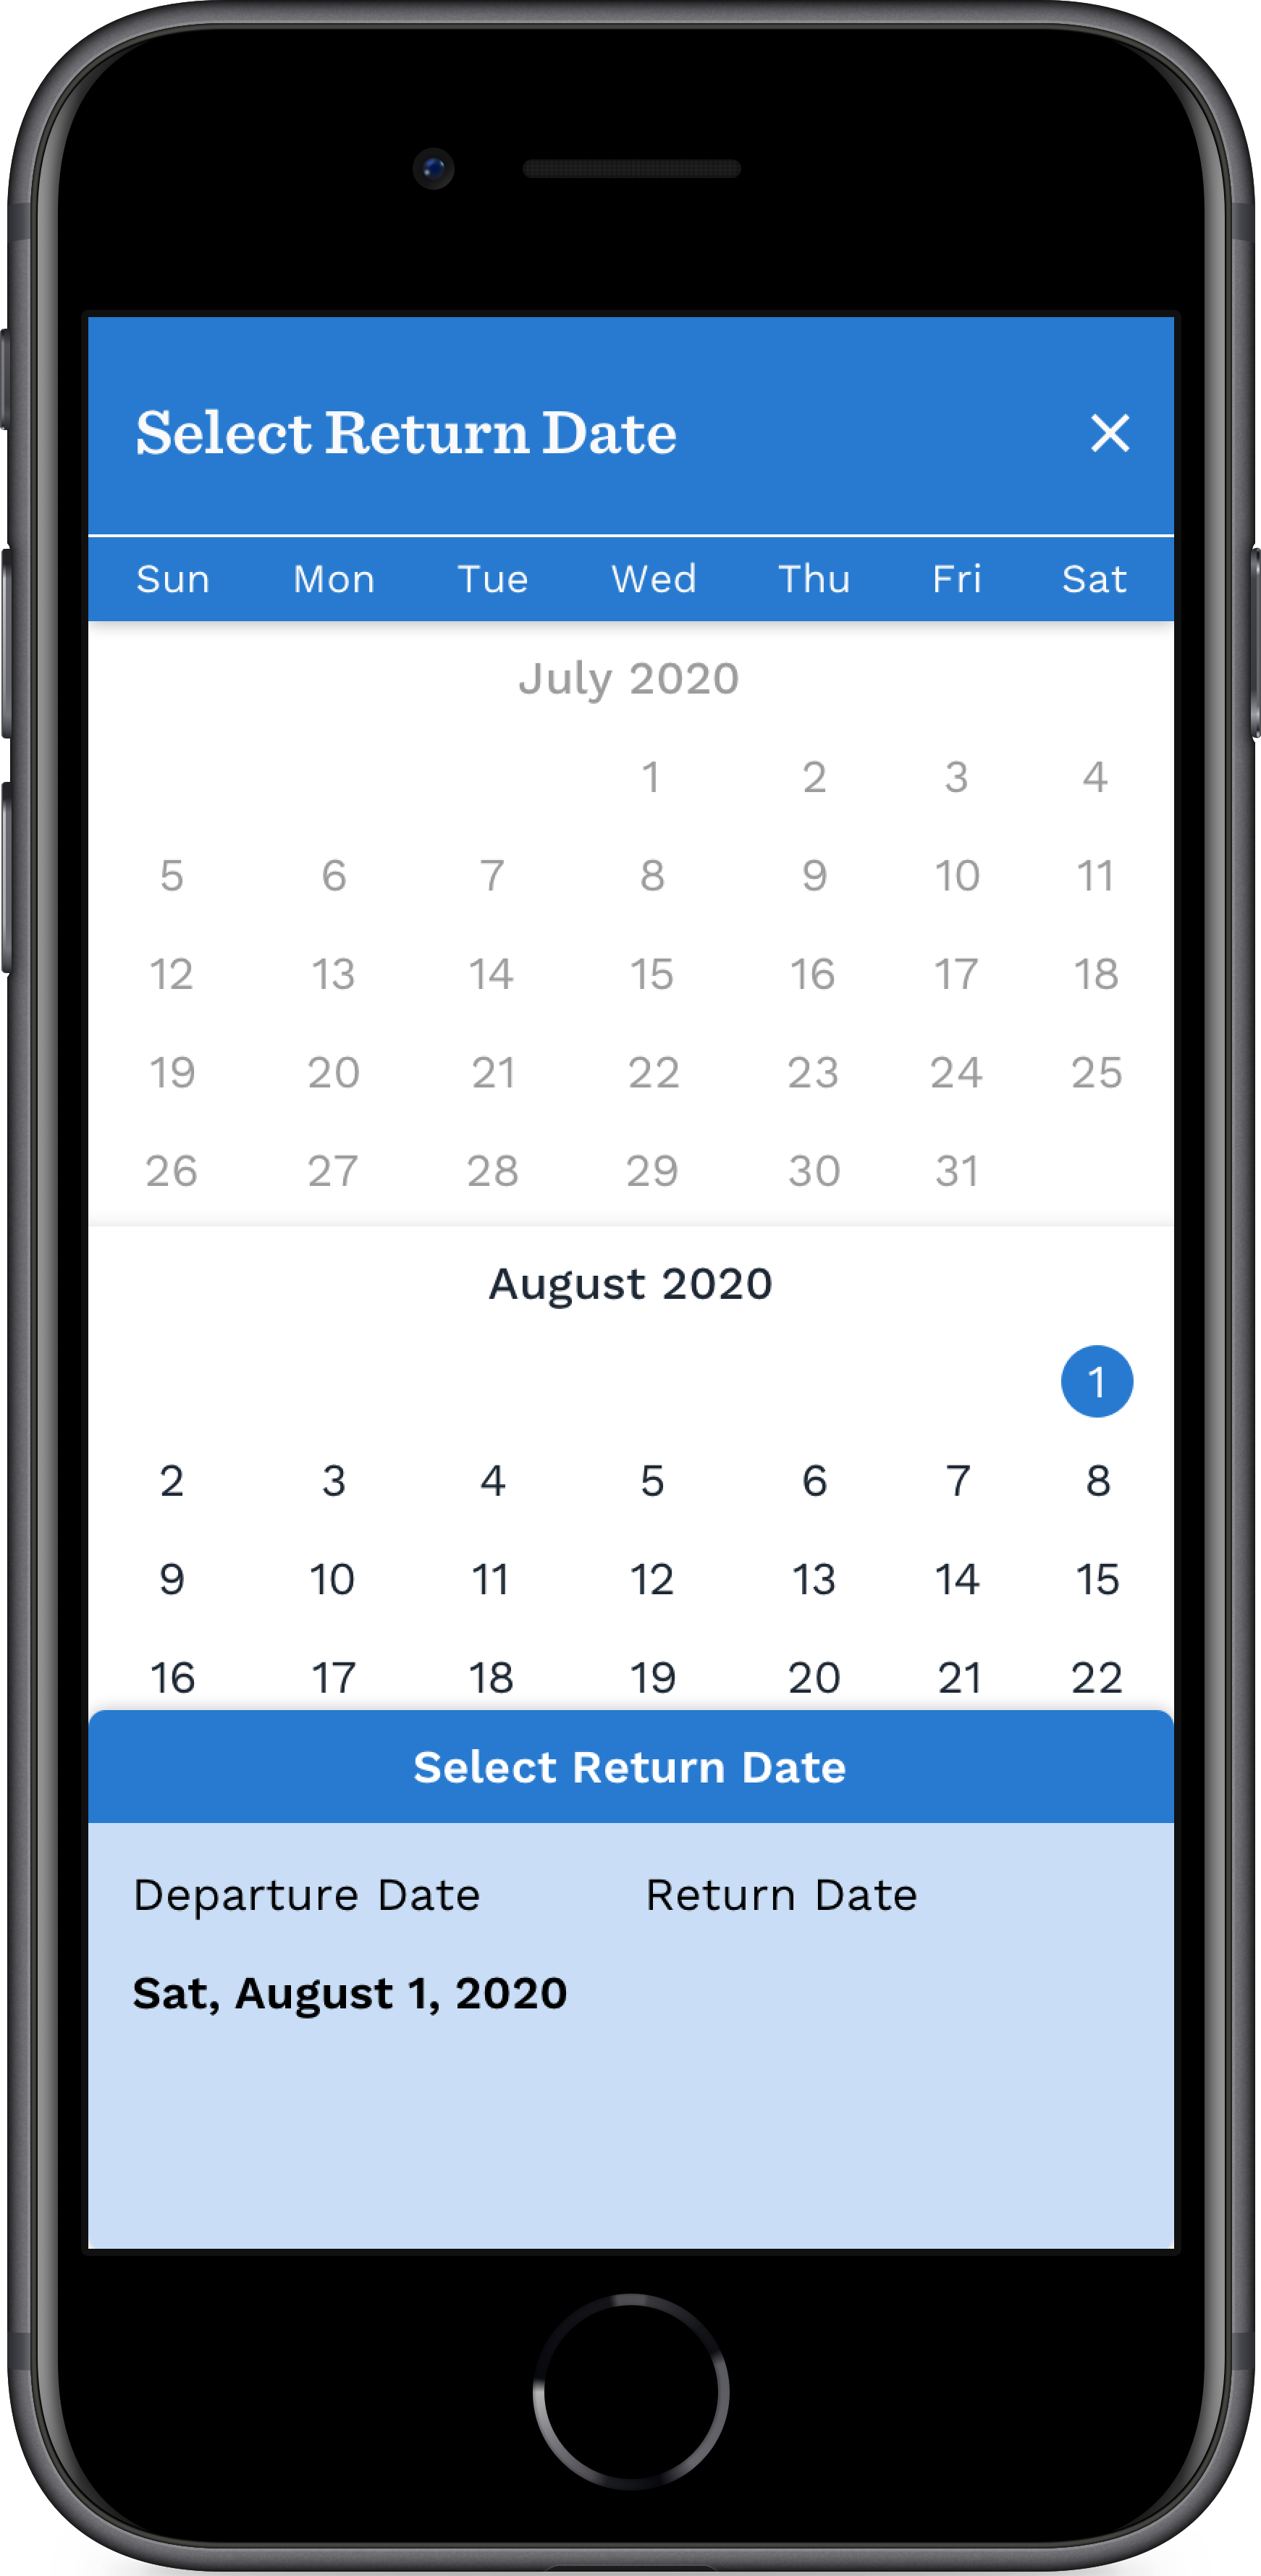 Select Return Date ×
Sun Mon Tue Wed Thu Fri Sat
July 2020
1 2 3 4
5 6 7 8 9 10 11
12 13 14 15 16 17 18
19 20 21 22 23 24 25
26 27 28 29 30 31
August 2020
1
2 3 4 5 6 7 8
9 10 11 12 13 14 15
16 17 18 19 20 21 22
Select Return Date
Departure Date Return Date
Sat, August 1, 2020